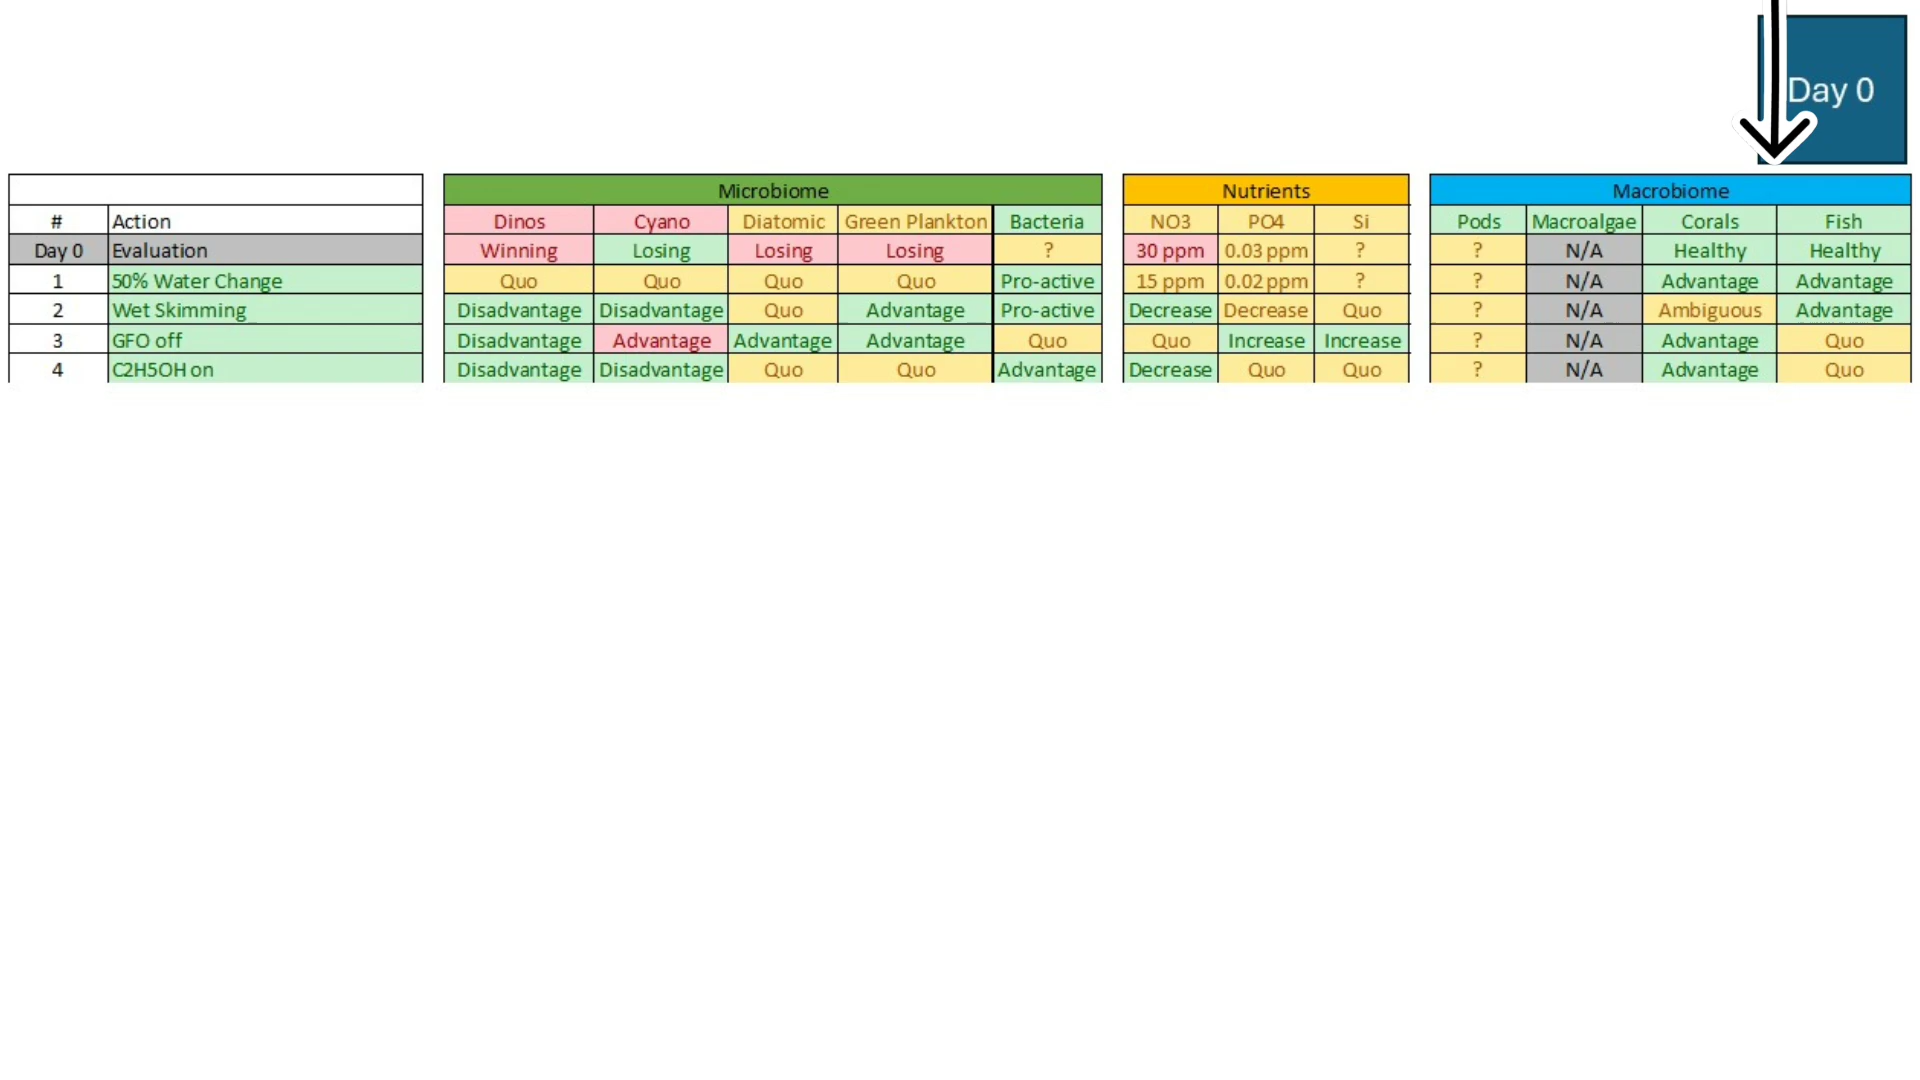 Day 0
Microbiome Nutrients Macrobiome
# Action Dinos Cyano Diatomic Green Plankton Bacteria NO3 PO4 Si Pods Macroalgae Corals Fish
Day 0 Evaluation Winning Losing Losing Losing ? 30 ppm 0.03 ppm ? ? N/A Healthy Healthy
1 50% Water Change Quo Quo Quo Quo Pro-active 15 ppm 0.02 ppm ? ? N/A Advantage Advantage
2 Wet Skimming Disadvantage Disadvantage Quo Advantage Pro-active Decrease Decrease Quo ? N/A Ambiguous Advantage
3 GFO off Disadvantage Advantage Advantage Advantage Quo Quo Increase Increase ? N/A Advantage Quo
4 C2H5OH on Disadvantage Disadvantage Quo Quo Advantage Decrease Quo Quo ? N/A Advantage Quo